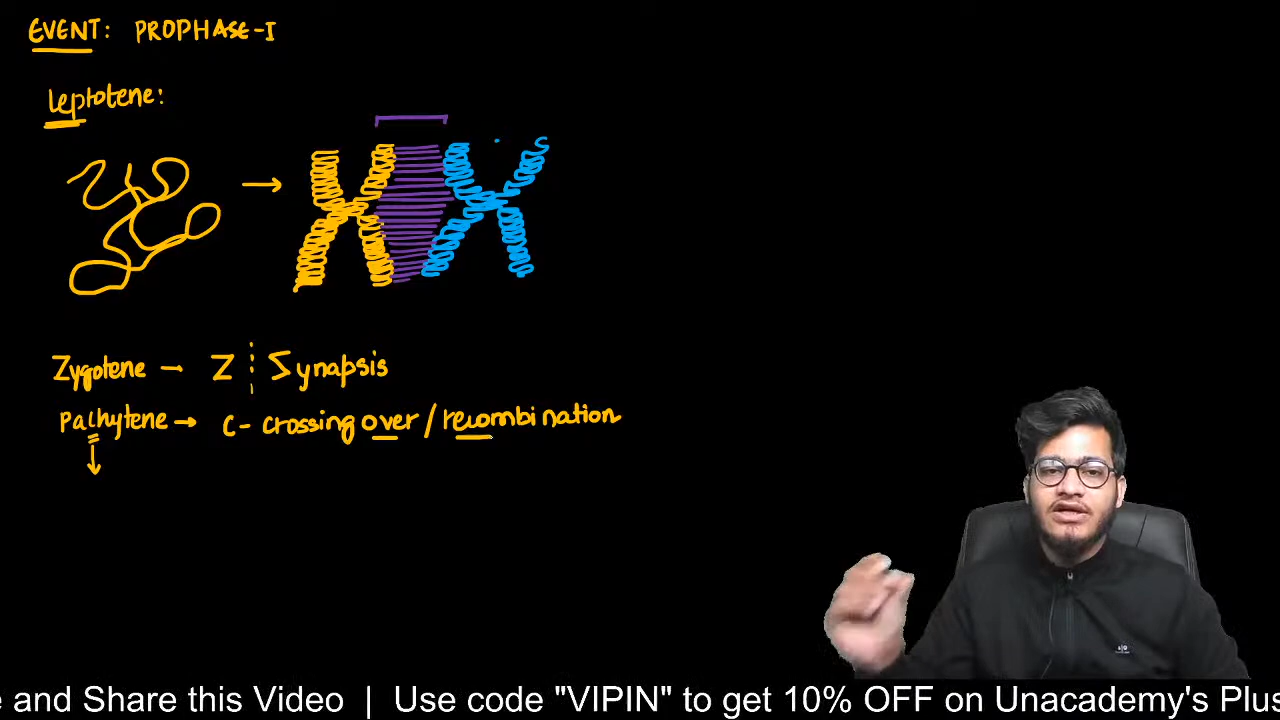 EVENT: PROPHASE-I
Leptotene:
Zygotene → Z Synapsis
Pachytene → C- crossing over / recombination
e and Share this Video | Use code "VIPIN" to get 10% OFF on Unacademy's Plus